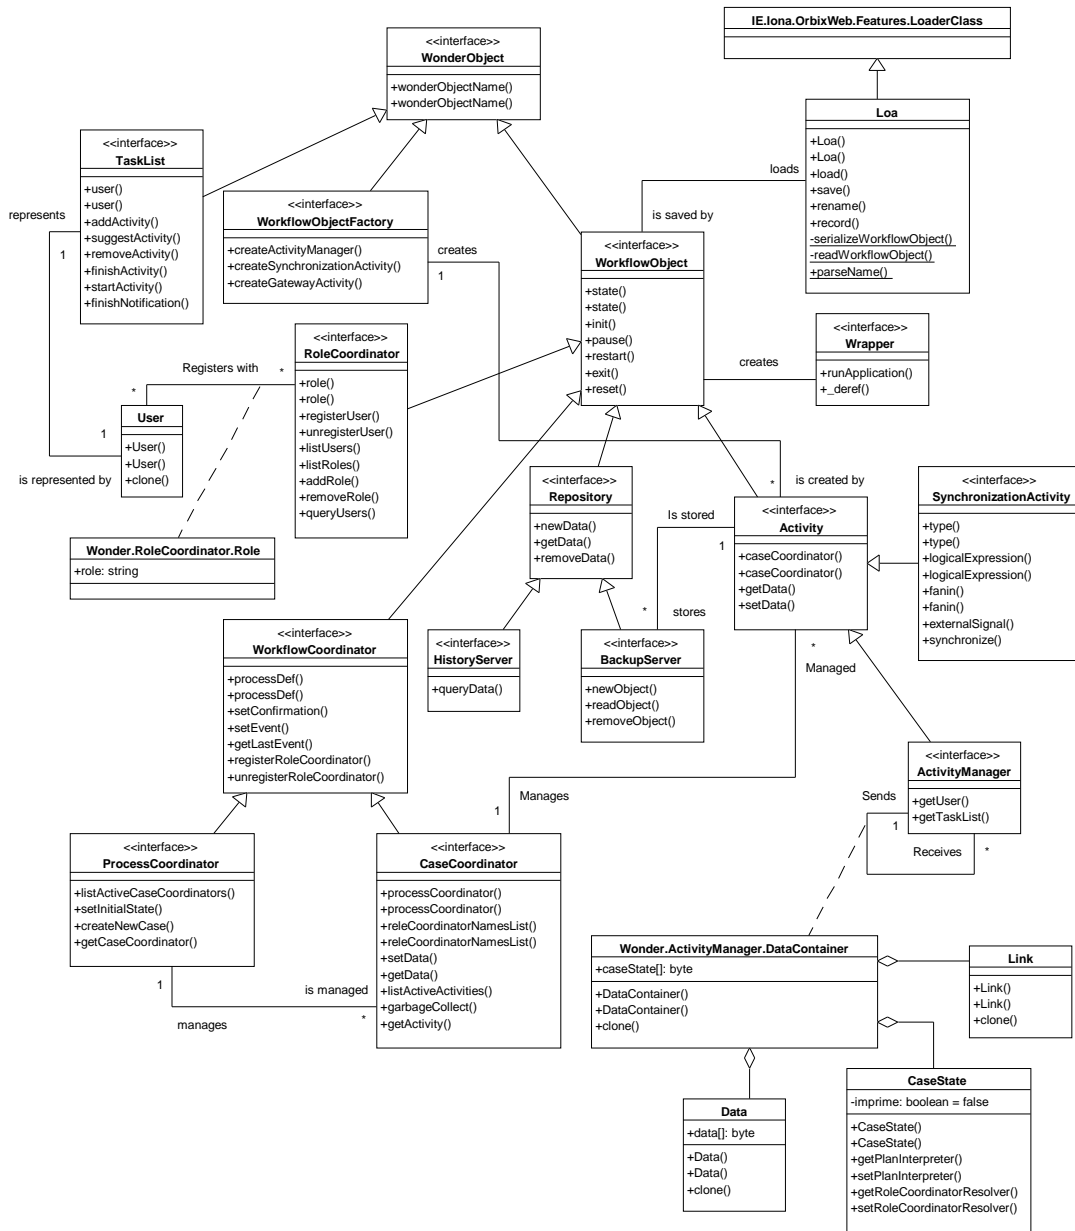 IE.Iona.OrbixWeb.Features.LoaderClass
<<interface>>
WonderObject
+wonderObjectName()
+wonderObjectName()
Loa
+Loa()
+Loa()
+load()
+save()
+rename()
+record()
-serializeWorkflowObject()
-readWorkflowObject()
+parseName()
loads
is saved by
<<interface>>
TaskList
+user()
+user()
+addActivity()
+suggestActivity()
+removeActivity()
+finishActivity()
+startActivity()
+finishNotification()
represents
1
<<interface>>
WorkflowObjectFactory
+createActivityManager()
+createSynchronizationActivity()
+createGatewayActivity()
creates
1
<<interface>>
WorkflowObject
+state()
+state()
+init()
+pause()
+restart()
+exit()
+reset()
creates
<<interface>>
Wrapper
+runApplication()
+_deref()
<<interface>>
RoleCoordinator
+role()
+role()
+registerUser()
+unregisterUser()
+listUsers()
+listRoles()
+addRole()
+removeRole()
+queryUsers()
Registers with
*
*
User
+User()
+User()
+clone()
1
is represented by
Wonder.RoleCoordinator.Role
+role: string
<<interface>>
Repository
+newData()
+getData()
+removeData()
is created by
*
Is stored
1
<<interface>>
Activity
+caseCoordinator()
+caseCoordinator()
+getData()
+setData()
<<interface>>
SynchronizationActivity
+type()
+type()
+logicalExpression()
+logicalExpression()
+fanin()
+fanin()
+externalSignal()
+synchronize()
*
stores
*
Managed
<<interface>>
WorkflowCoordinator
+processDef()
+processDef()
+setConfirmation()
+setEvent()
+getLastEvent()
+registerRoleCoordinator()
+unregisterRoleCoordinator()
<<interface>>
HistoryServer
+queryData()
<<interface>>
BackupServer
+newObject()
+readObject()
+removeObject()
<<interface>>
ActivityManager
+getUser()
+getTaskList()
Sends
1
Receives
*
Manages
1
<<interface>>
ProcessCoordinator
+listActiveCaseCoordinators()
+setInitialState()
+createNewCase()
+getCaseCoordinator()
<<interface>>
CaseCoordinator
+processCoordinator()
+processCoordinator()
+releCoordinatorNamesList()
+releCoordinatorNamesList()
+setData()
+getData()
+listActiveActivities()
+garbageCollect()
+getActivity()
1
is managed
manages
*
Wonder.ActivityManager.DataContainer
+caseState[]: byte
+DataContainer()
+DataContainer()
+clone()
Link
+Link()
+Link()
+clone()
Data
+data[]: byte
+Data()
+Data()
+clone()
CaseState
-imprime: boolean = false
+CaseState()
+CaseState()
+getPlanInterpreter()
+setPlanInterpreter()
+getRoleCoordinatorResolver()
+setRoleCoordinatorResolver()